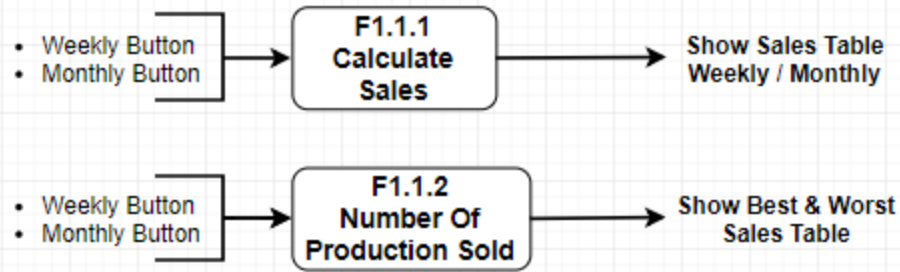 • Weekly Button
• Monthly Button
F1.1.1
Calculate
Sales
Show Sales Table
Weekly / Monthly
• Weekly Button
• Monthly Button
F1.1.2
Number Of
Production Sold
Show Best & Worst
Sales Table